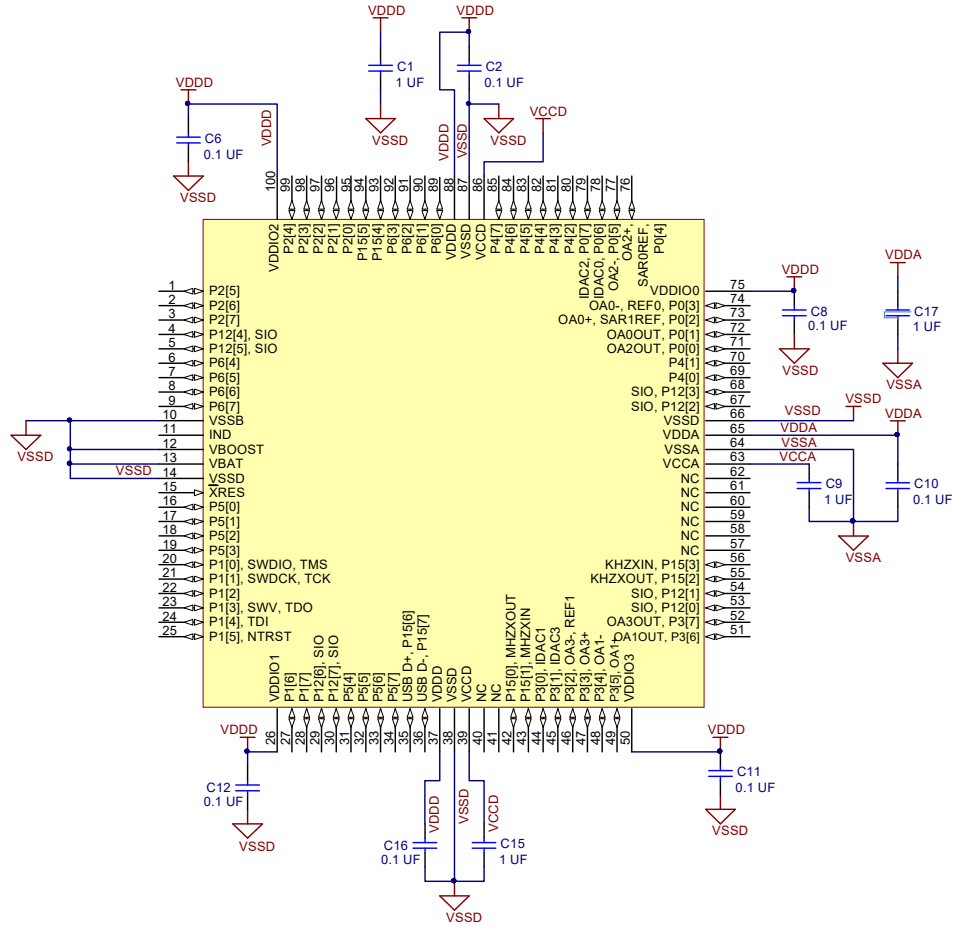 VDDD
C1
1 UF
VSSD
VDDD
C2
0.1 UF
VSSD
VDDD
C6
0.1 UF
VSSD
VDDD
VDDD
VSSD
VCCD
100
99
98
97
96
95
94
93
92
91
90
89
88
87
86
85
84
83
82
81
80
79
78
77
76
VDDIO2
P2[4]
P2[3]
P2[2]
P2[1]
P2[0]
P15[5]
P15[4]
P6[3]
P6[2]
P6[1]
P6[0]
VDDD
VSSD
VCCD
P4[7]
P4[6]
P4[5]
P4[4]
P4[3]
P4[2]
IDAC2, P0[7]
IDAC0, P0[6]
OA2-, P0[5]
OA2+,
SAR0REF,
P0[4]
1 P2[5]
2 P2[6]
3 P2[7]
4 P12[4], SIO
5 P12[5], SIO
6 P6[4]
7 P6[5]
8 P6[6]
9 P6[7]
10 VSSB
11 IND
12 VBOOST
13 VBAT
14 VSSD
15 XRES
16 P5[0]
17 P5[1]
18 P5[2]
19 P5[3]
20 P1[0], SWDIO, TMS
21 P1[1], SWDCK, TCK
22 P1[2]
23 P1[3], SWV, TDO
24 P1[4], TDI
25 P1[5], NTRST
VSSD
VSSD
VDDIO0 75
OA0-, REF0, P0[3] 74
OA0+, SAR1REF, P0[2] 73
OA0OUT, P0[1] 72
OA2OUT, P0[0] 71
P4[1] 70
P4[0] 69
SIO, P12[3] 68
SIO, P12[2] 67
VSSD 66
VDDA 65
VSSA 64
VCCA 63
NC 62
NC 61
NC 60
NC 59
NC 58
NC 57
KHZXIN, P15[3] 56
KHZXOUT, P15[2] 55
SIO, P12[1] 54
SIO, P12[0] 53
OA3OUT, P3[7] 52
OA1OUT, P3[6] 51
VDDD
C8
0.1 UF
VSSD
VDDA
C17
1 UF
VSSA
VSSD
VSSD
VDDA
VDDA
VSSA
VCCA
C9
1 UF
C10
0.1 UF
VSSA
VDDIO1
P1[6]
P1[7]
P12[6], SIO
P12[7], SIO
P5[4]
P5[5]
P5[6]
P5[7]
USB D+, P15[6]
USB D-, P15[7]
VDDD
VSSD
VCCD
NC
NC
P15[0], MHZXOUT
P15[1], MHZXIN
P3[0], IDAC1
P3[1], IDAC3
P3[2], OA3-, REF1
P3[3], OA3+
P3[4], OA1-
P3[5], OA1+
VDDIO3
26
27
28
29
30
31
32
33
34
35
36
37
38
39
40
41
42
43
44
45
46
47
48
49
50
VDDD
C12
0.1 UF
VSSD
VDDD
VSSD
VCCD
C16
0.1 UF
C15
1 UF
VSSD
VDDD
C11
0.1 UF
VSSD